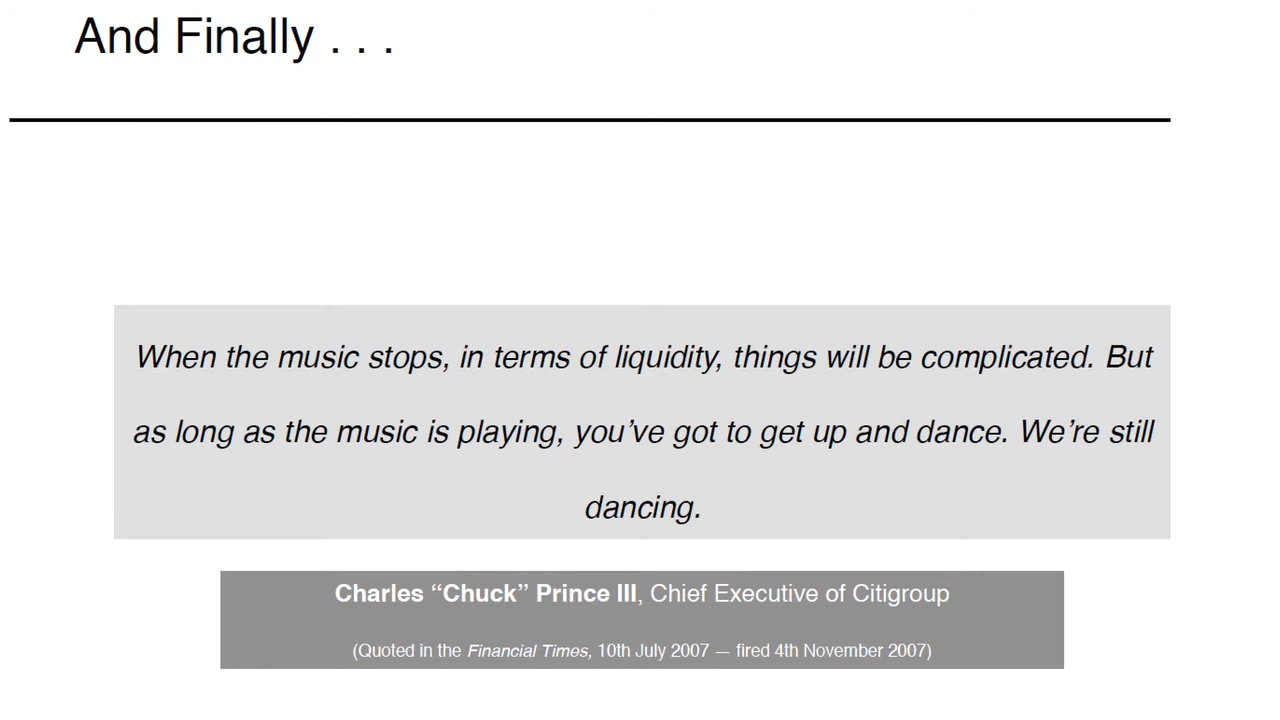 And Finally . . .
When the music stops, in terms of liquidity, things will be complicated. But
as long as the music is playing, you’ve got to get up and dance. We’re still
dancing.
Charles “Chuck” Prince III, Chief Executive of Citigroup
(Quoted in the Financial Times, 10th July 2007 — fired 4th November 2007)